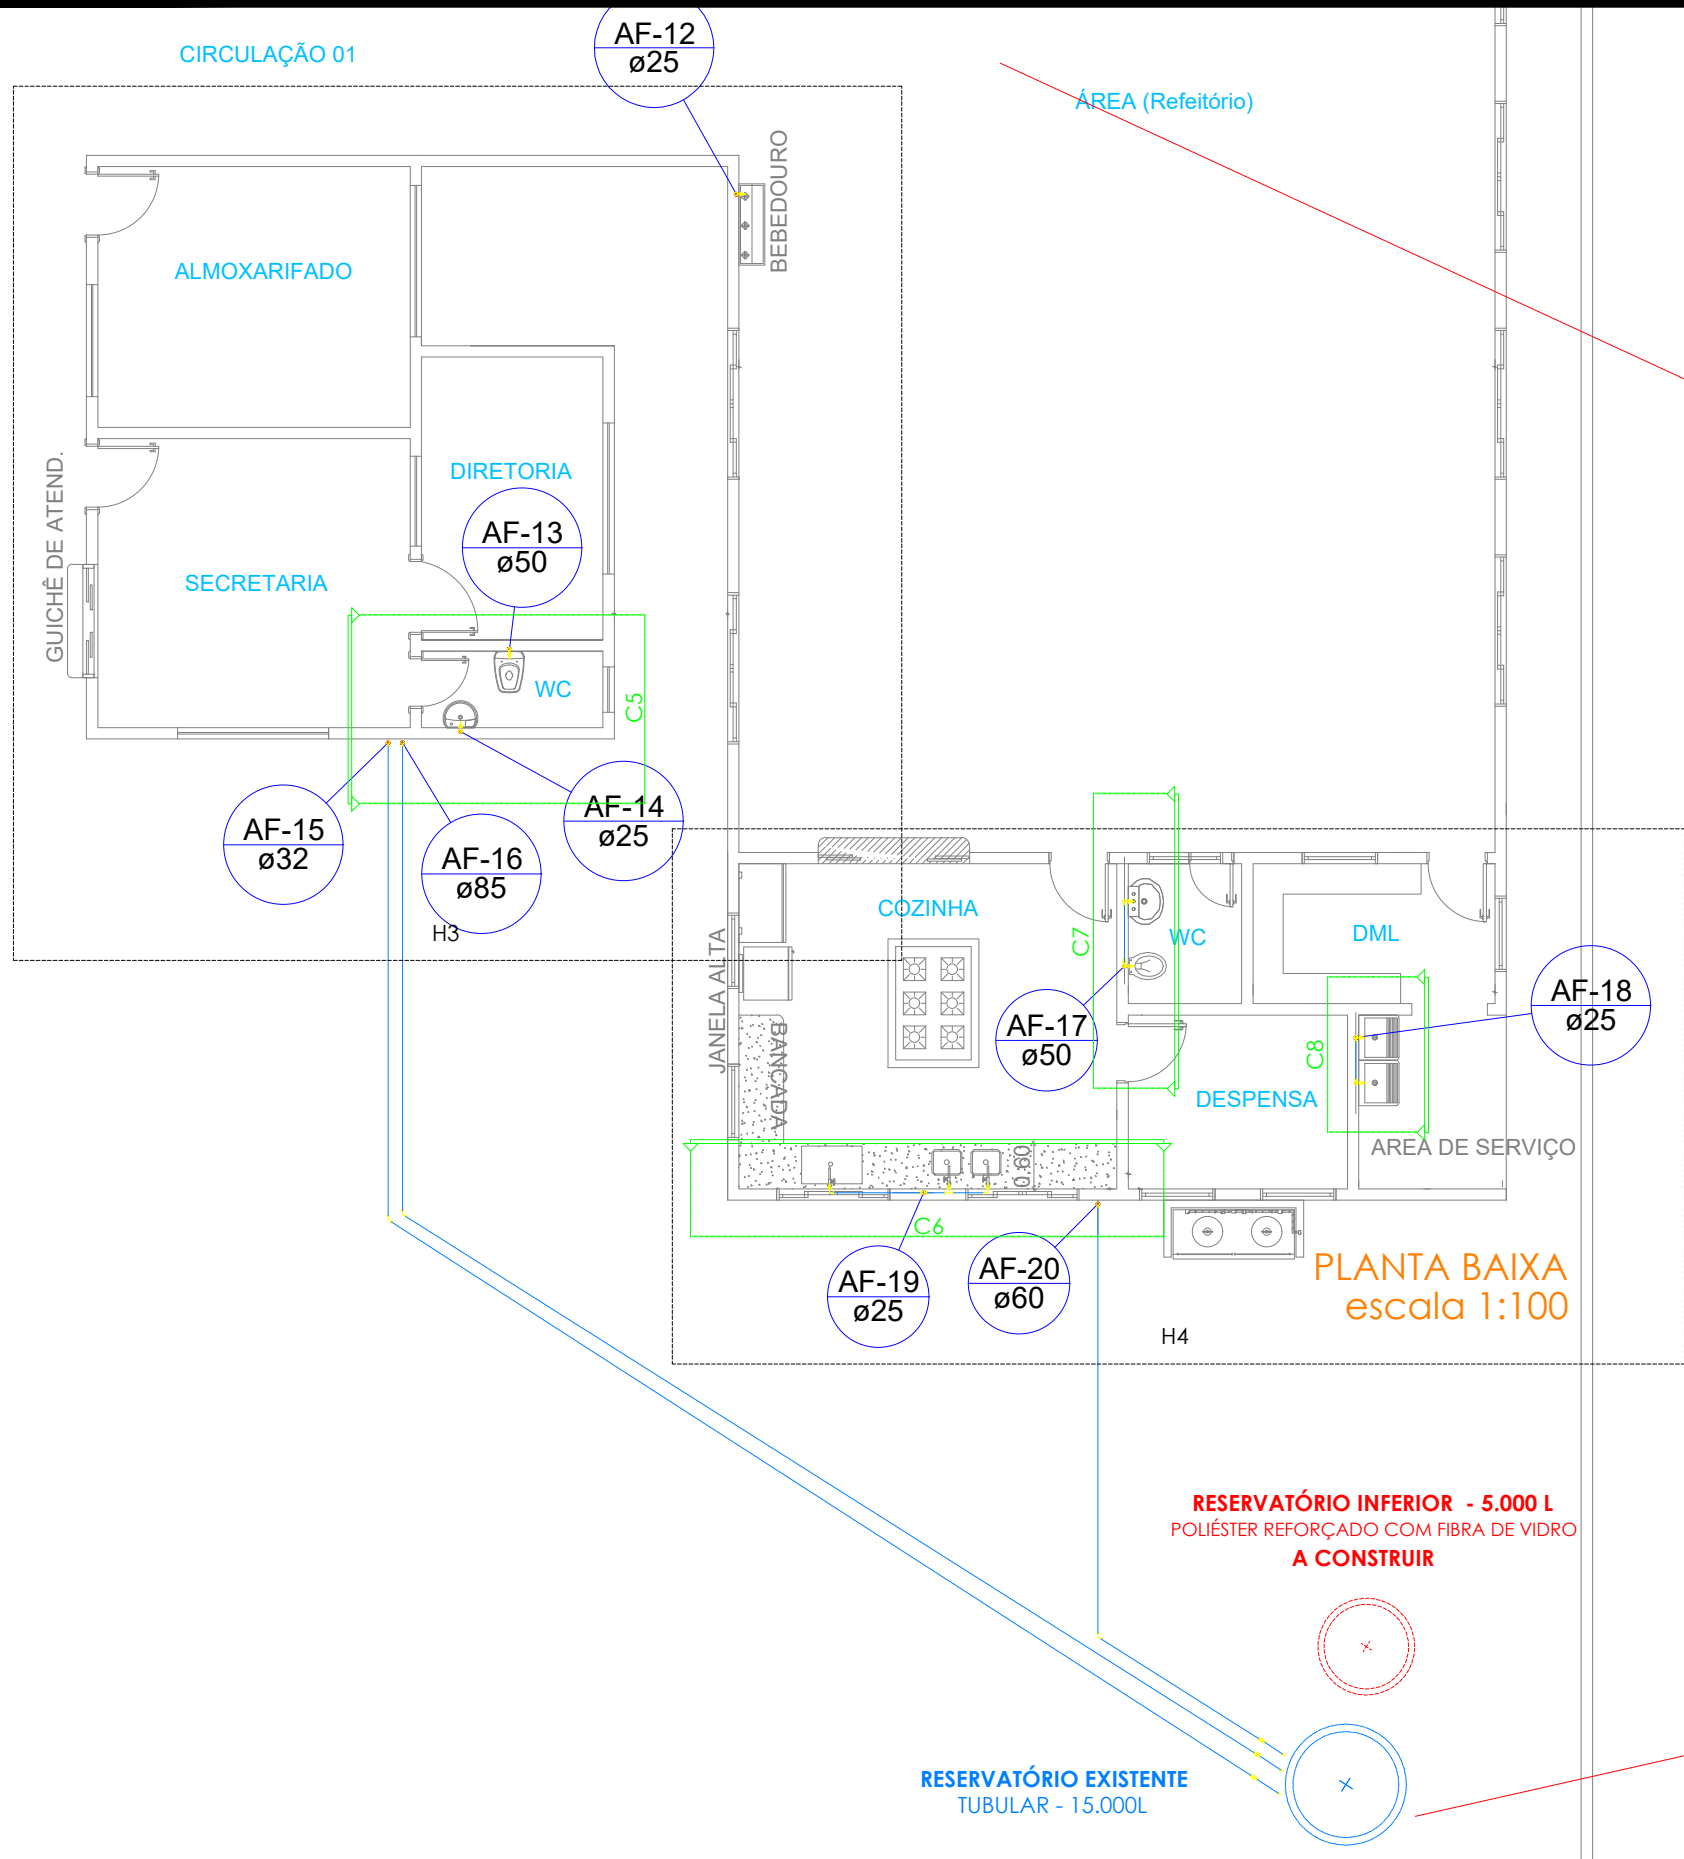 AF-12
ø25
CIRCULAÇÃO 01
ÁREA (Refeitório)
BEBEDOURO
ALMOXARIFADO
GUICHÊ DE ATEND.
DIRETORIA
AF-13
ø50
SECRETARIA
WC
C5
AF-14
ø25
AF-15
ø32
AF-16
ø85
H3
COZINHA
JANELA ALTA
BANCADA
C7
WC
DML
AF-17
ø50
AF-18
ø25
C8
DESPENSA
AREA DE SERVIÇO
0.60
C6
AF-19
ø25
AF-20
ø60
PLANTA BAIXA
escala 1:100
H4
RESERVATÓRIO INFERIOR - 5.000 L
POLIÉSTER REFORÇADO COM FIBRA DE VIDRO
A CONSTRUIR
RESERVATÓRIO EXISTENTE
TUBULAR - 15.000L